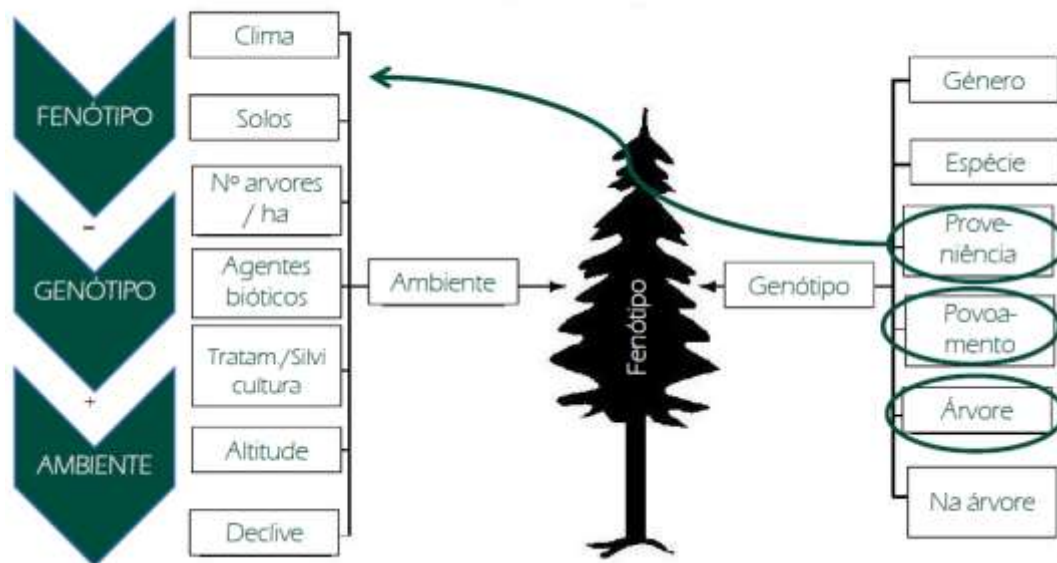 FENÓTIPO
=
GENÓTIPO
+
AMBIENTE
Clima
Solos
Nº arvores
/ ha
Agentes
bióticos
Tratam./Silvi
cultura
Altitude
Declive
Ambiente
Fenótipo
Genótipo
Género
Espécie
Prove-
niência
Povoa-
mento
Árvore
Na árvore